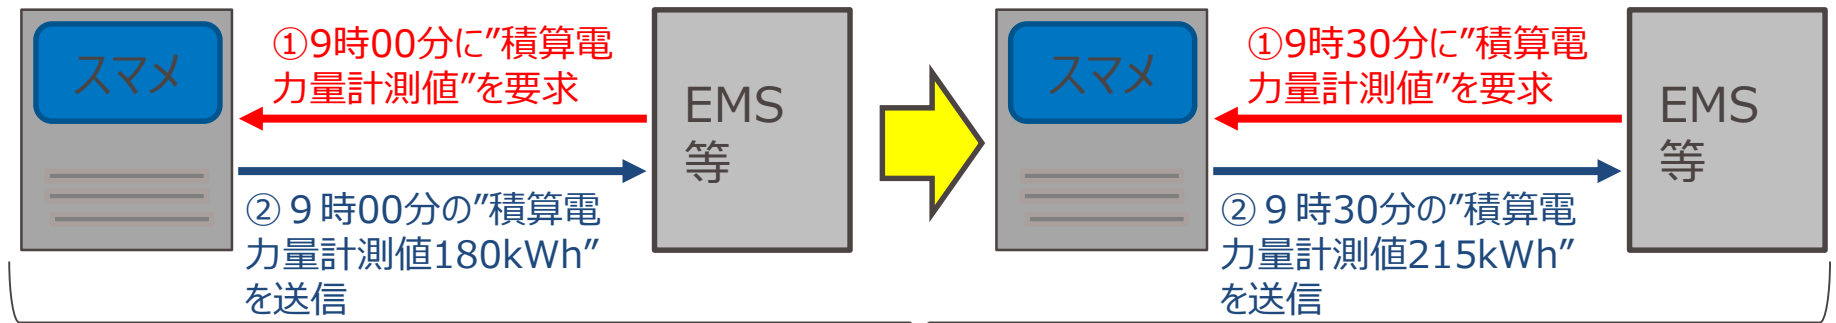 スマメ
①9時00分に”積算電
力量計測値”を要求
EMS
等
②９時00分の”積算電
力量計測値180kWh”
を送信
スマメ
①9時30分に”積算電
力量計測値”を要求
EMS
等
②９時30分の”積算電
力量計測値215kWh”
を送信